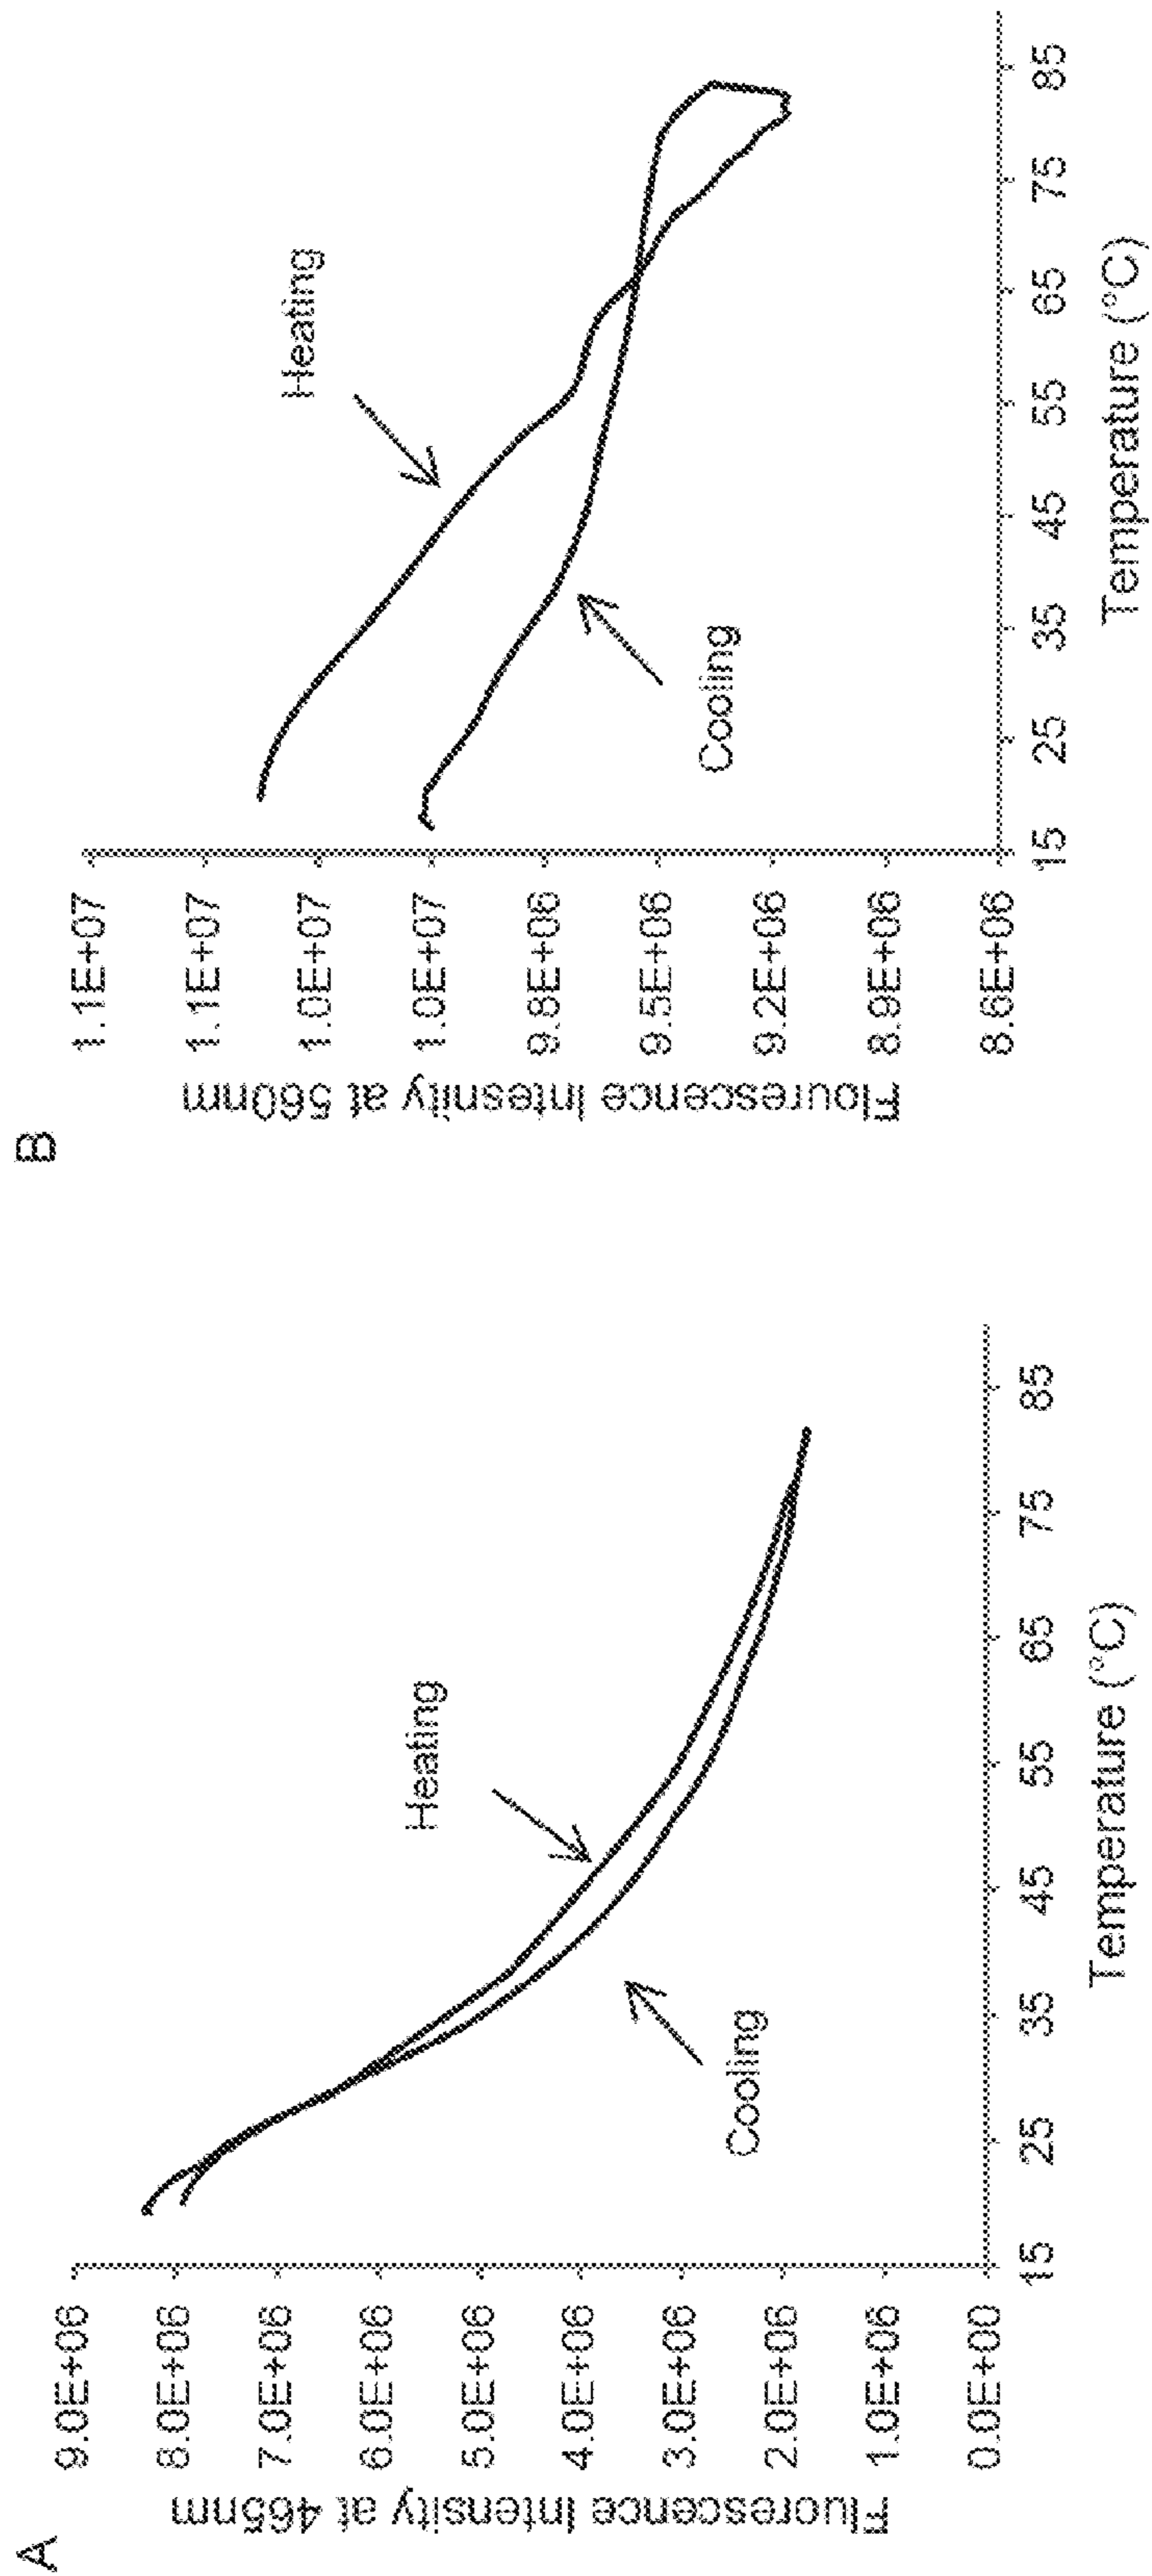 A
Fluorescence Intensity at 465nm
9.0E+06
8.0E+06
7.0E+06
6.0E+06
5.0E+06
4.0E+06
3.0E+06
2.0E+06
1.0E+06
0.0E+00
Heating
Cooling
15 25 35 45 55 65 75 85
Temperature (°C)
B
Flourescence Intesnity at 560nm
1.1E+07
1.1E+07
1.0E+07
1.0E+07
9.8E+06
9.5E+06
9.2E+06
8.9E+06
8.6E+06
Heating
Cooling
15 25 35 45 55 65 75 85
Temperature (°C)